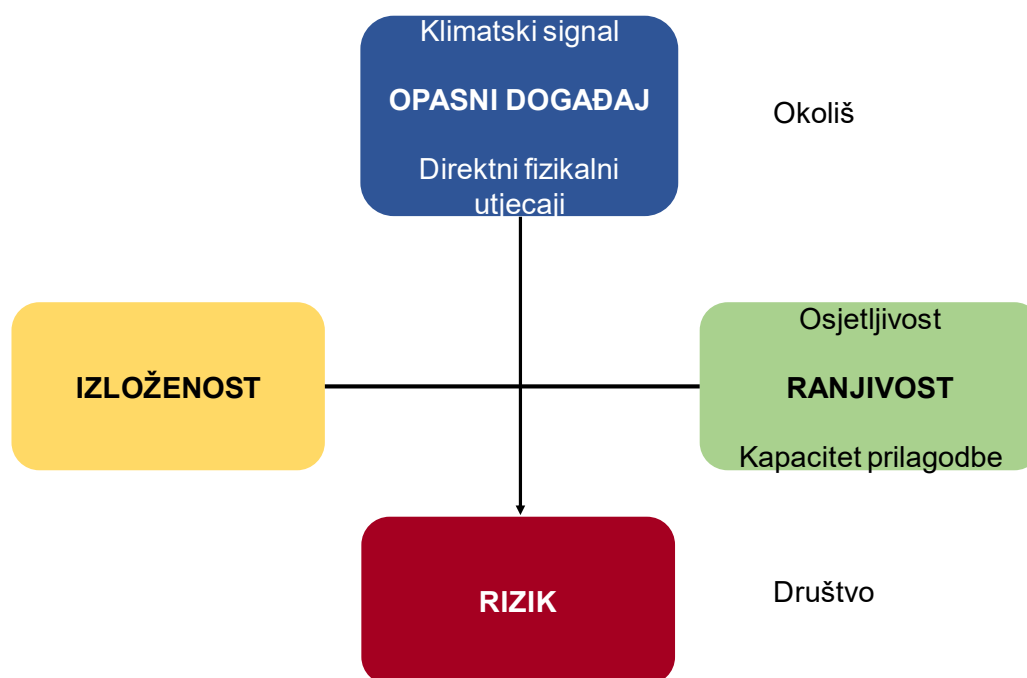 Klimatski signal
OPASNI DOGAĐAJ
Direktni fizikalni
utjecaji
Okoliš
IZLOŽENOST
Osjetljivost
RANJIVOST
Kapacitet prilagodbe
RIZIK
Društvo